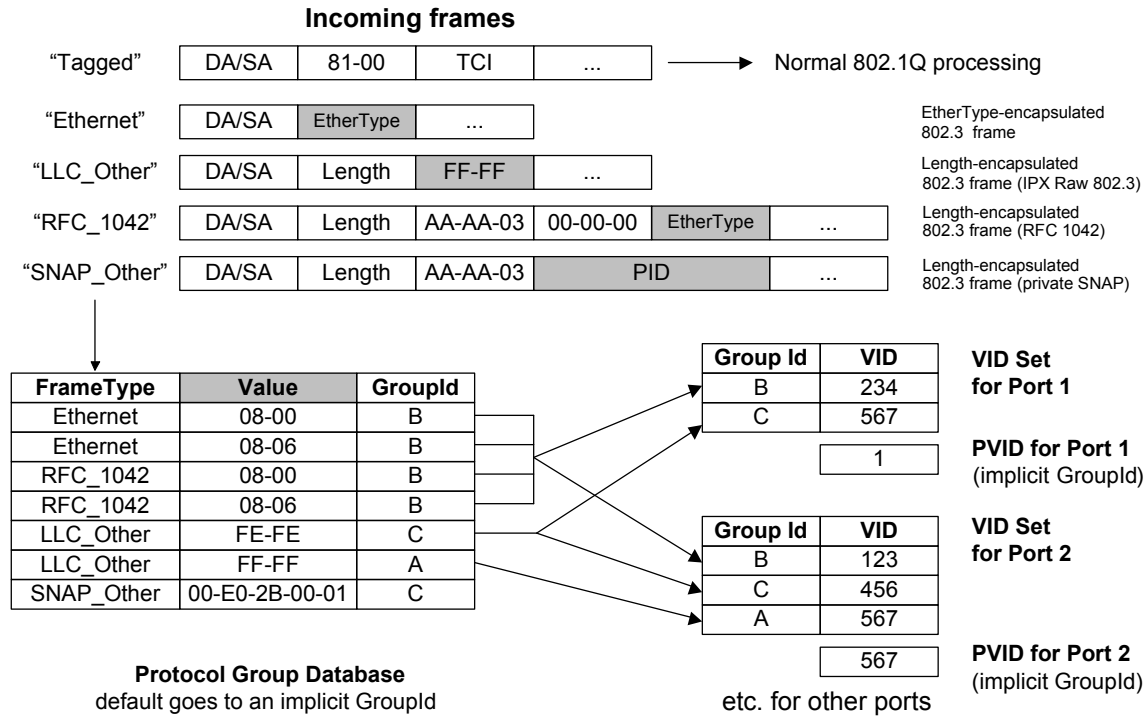 Incoming frames
“Tagged” DA/SA 81-00 TCI ... Normal 802.1Q processing
“Ethernet” DA/SA EtherType ... EtherType-encapsulated
802.3 frame
“LLC_Other” DA/SA Length FF-FF ... Length-encapsulated
802.3 frame (IPX Raw 802.3)
“RFC_1042” DA/SA Length AA-AA-03 00-00-00 EtherType ... Length-encapsulated
802.3 frame (RFC 1042)
“SNAP_Other” DA/SA Length AA-AA-03 PID ... Length-encapsulated
802.3 frame (private SNAP)
FrameType Value GroupId
Ethernet 08-00 B
Ethernet 08-06 B
RFC_1042 08-00 B
RFC_1042 08-06 B
LLC_Other FE-FE C
LLC_Other FF-FF A
SNAP_Other 00-E0-2B-00-01 C
Protocol Group Database
default goes to an implicit GroupId
Group Id VID
B 234
C 567
VID Set
for Port 1
1
PVID for Port 1
(implicit GroupId)
Group Id VID
B 123
C 456
A 567
VID Set
for Port 2
567
PVID for Port 2
(implicit GroupId)
etc. for other ports